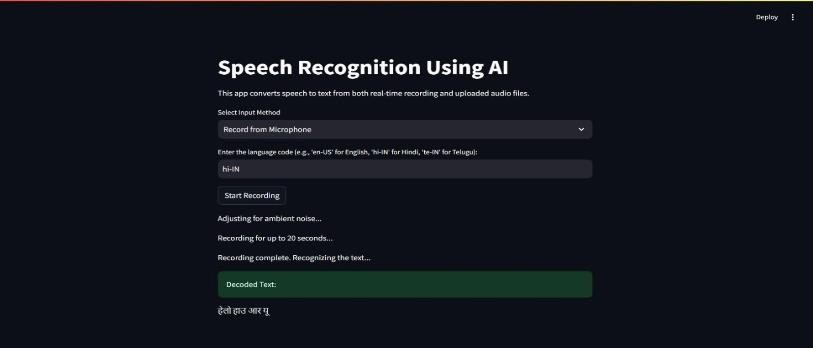 Deploy
Speech Recognition Using AI
This app converts speech to text from both real-time recording and uploaded audio files.
Select Input Method
Record from Microphone
Enter the language code (e.g., 'en-US' for English, 'hi-IN' for Hindi, 'te-IN' for Telugu):
hi-IN
Start Recording
Adjusting for ambient noise...
Recording for up to 20 seconds...
Recording complete. Recognizing the text...
Decoded Text:
हेलो हाउ आर यू